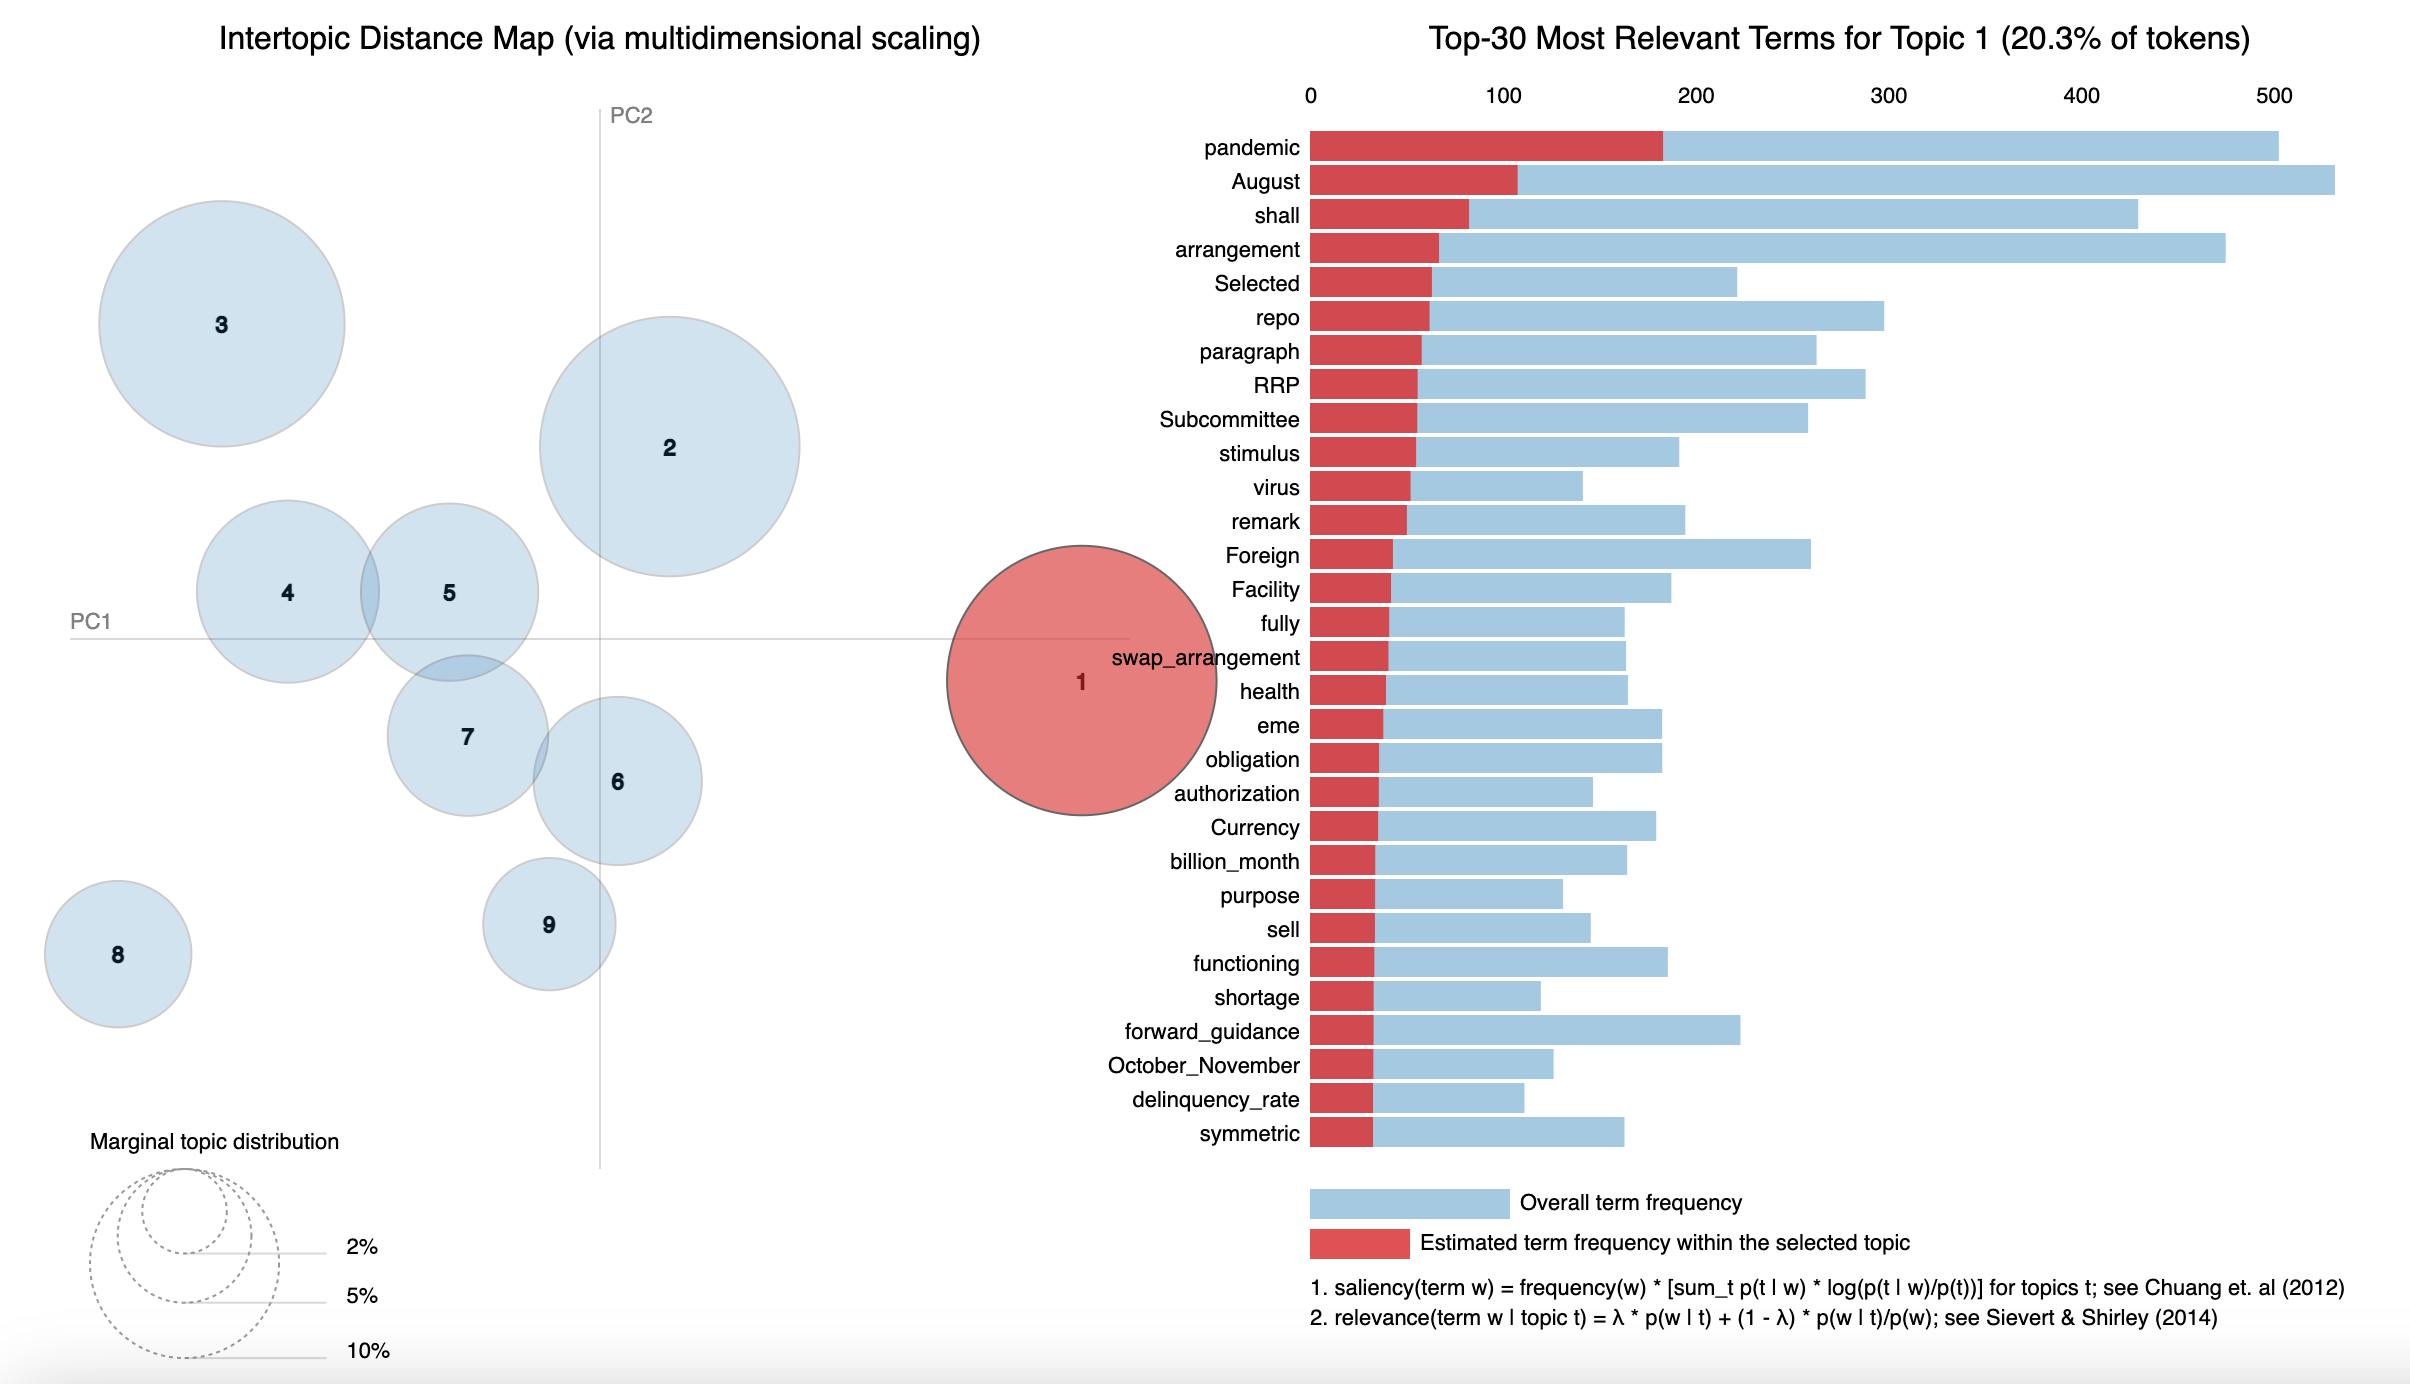 Intertopic Distance Map (via multidimensional scaling)
PC2
PC1
3
2
4
5
1
7
6
9
8
Marginal topic distribution
2%
5%
10%
Top-30 Most Relevant Terms for Topic 1 (20.3% of tokens)
0 100 200 300 400 500
pandemic
August
shall
arrangement
Selected
repo
paragraph
RRP
Subcommittee
stimulus
virus
remark
Foreign
Facility
fully
swap_arrangement
health
eme
obligation
authorization
Currency
billion_month
purpose
sell
functioning
shortage
forward_guidance
October_November
delinquency_rate
symmetric
Overall term frequency
Estimated term frequency within the selected topic
1. saliency(term w) = frequency(w) * [sum_t p(t | w) * log(p(t | w)/p(t))] for topics t; see Chuang et. al (2012)
2. relevance(term w | topic t) = λ * p(w | t) + (1 - λ) * p(w | t)/p(w); see Sievert & Shirley (2014)